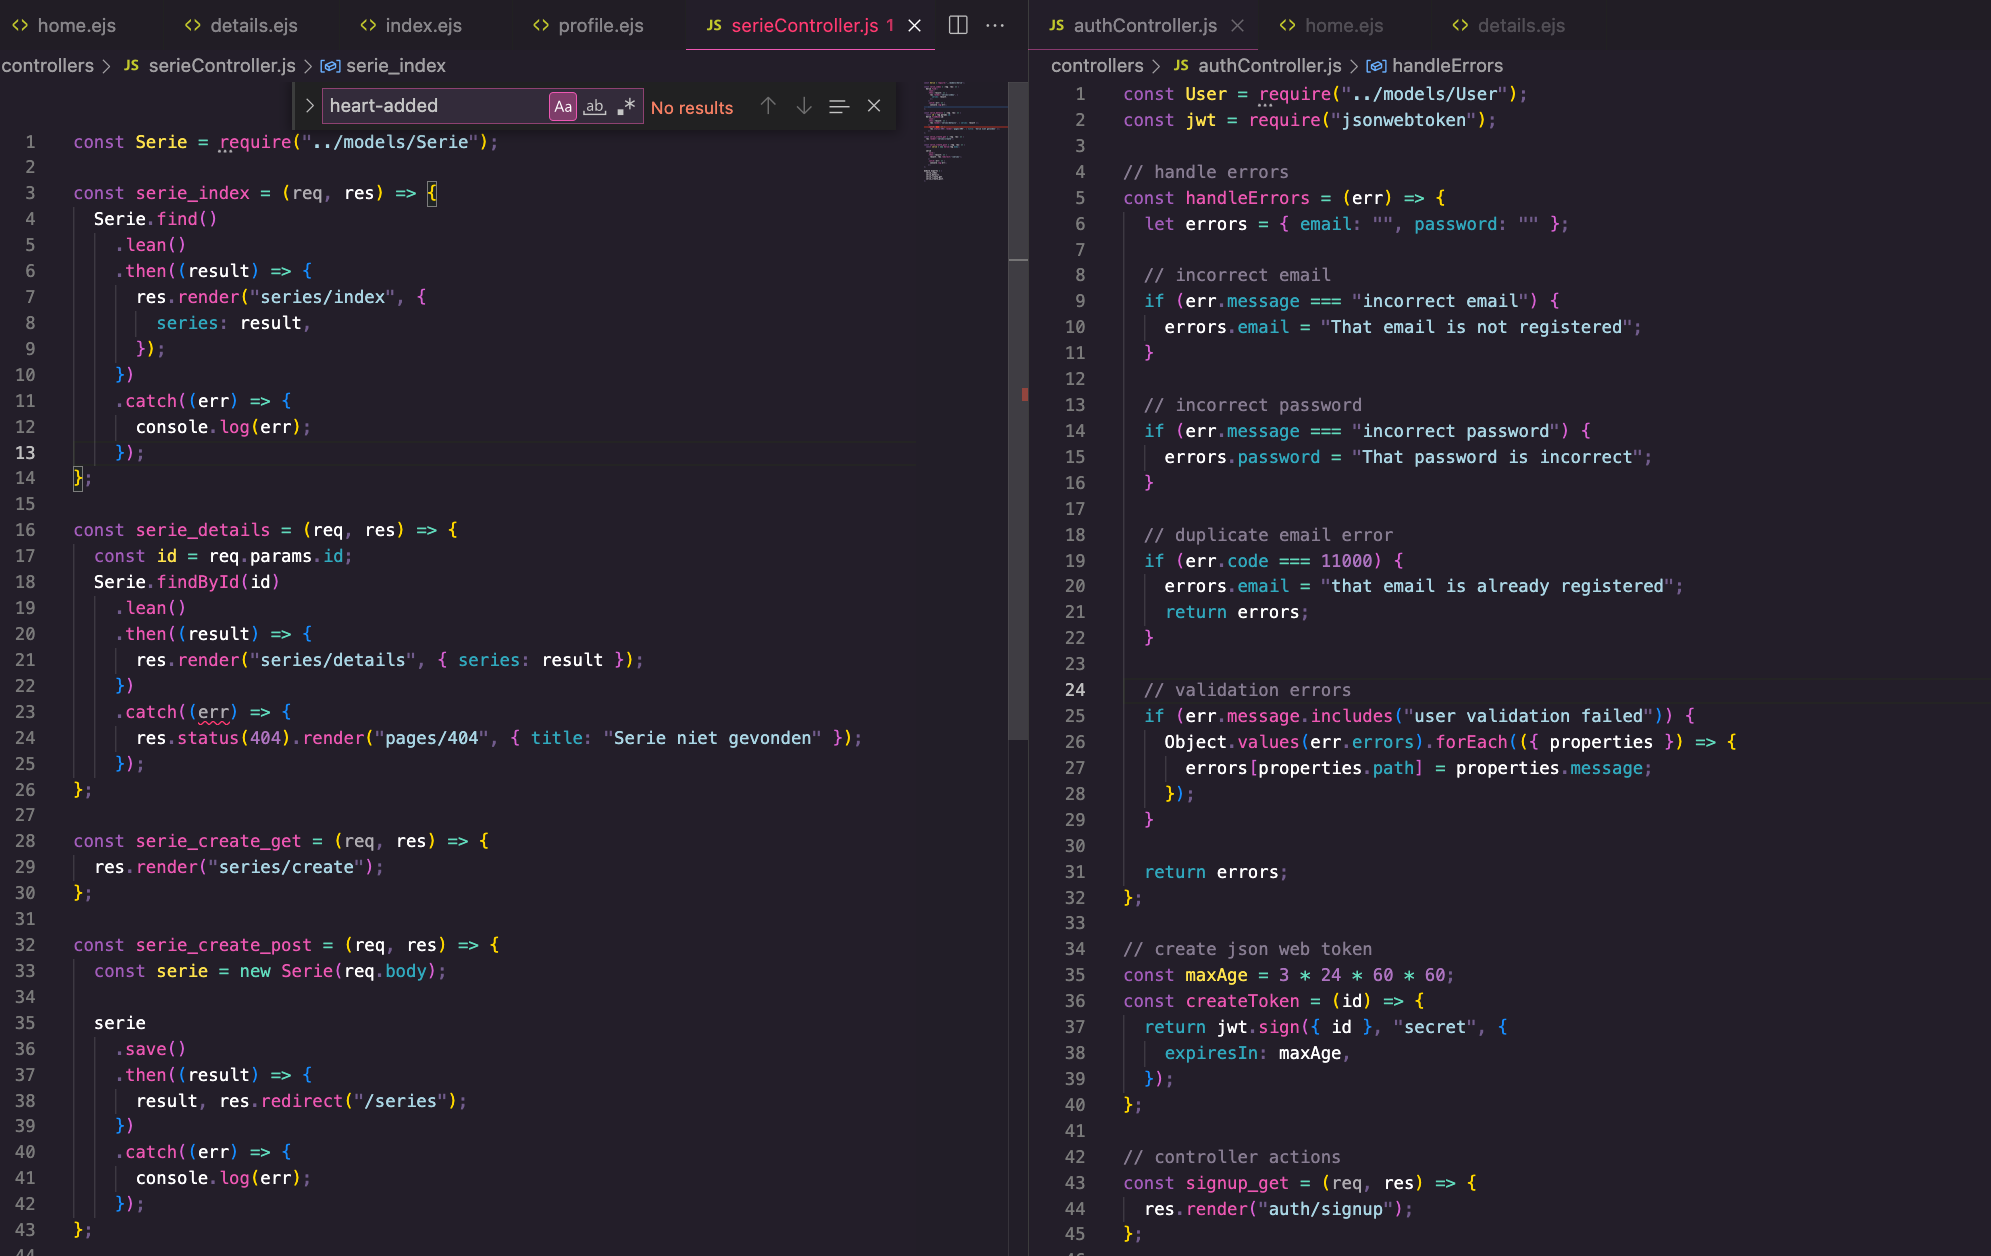 home.ejs details.ejs index.ejs profile.ejs JS serieController.js 1
controllers > JS serieController.js > serie_index
heart-added Aa ab No results
1 const Serie = require("../models/Serie");
2
3 const serie_index = (req, res) => {
4 Serie.find()
5 .lean()
6 .then((result) => {
7 res.render("series/index", {
8 series: result,
9 });
10 })
11 .catch((err) => {
12 console.log(err);
13 });
14 };
15
16 const serie_details = (req, res) => {
17 const id = req.params.id;
18 Serie.findById(id)
19 .lean()
20 .then((result) => {
21 res.render("series/details", { series: result });
22 })
23 .catch((err) => {
24 res.status(404).render("pages/404", { title: "Serie niet gevonden" });
25 });
26 };
27
28 const serie_create_get = (req, res) => {
29 res.render("series/create");
30 };
31
32 const serie_create_post = (req, res) => {
33 const serie = new Serie(req.body);
34
35 serie
36 .save()
37 .then((result) => {
38 result, res.redirect("/series");
39 })
40 .catch((err) => {
41 console.log(err);
42 });
43 };
44
JS authController.js home.ejs details.ejs
controllers > JS authController.js > handleErrors
1 const User = require("../models/User");
2 const jwt = require("jsonwebtoken");
3
4 // handle errors
5 const handleErrors = (err) => {
6 let errors = { email: "", password: "" };
7
8 // incorrect email
9 if (err.message === "incorrect email") {
10 errors.email = "That email is not registered";
11 }
12
13 // incorrect password
14 if (err.message === "incorrect password") {
15 errors.password = "That password is incorrect";
16 }
17
18 // duplicate email error
19 if (err.code === 11000) {
20 errors.email = "that email is already registered";
21 return errors;
22 }
23
24 // validation errors
25 if (err.message.includes("user validation failed")) {
26 Object.values(err.errors).forEach(({ properties }) => {
27 errors[properties.path] = properties.message;
28 });
29 }
30
31 return errors;
32 };
33
34 // create json web token
35 const maxAge = 3 * 24 * 60 * 60;
36 const createToken = (id) => {
37 return jwt.sign({ id }, "secret", {
38 expiresIn: maxAge,
39 });
40 };
41
42 // controller actions
43 const signup_get = (req, res) => {
44 res.render("auth/signup");
45 };